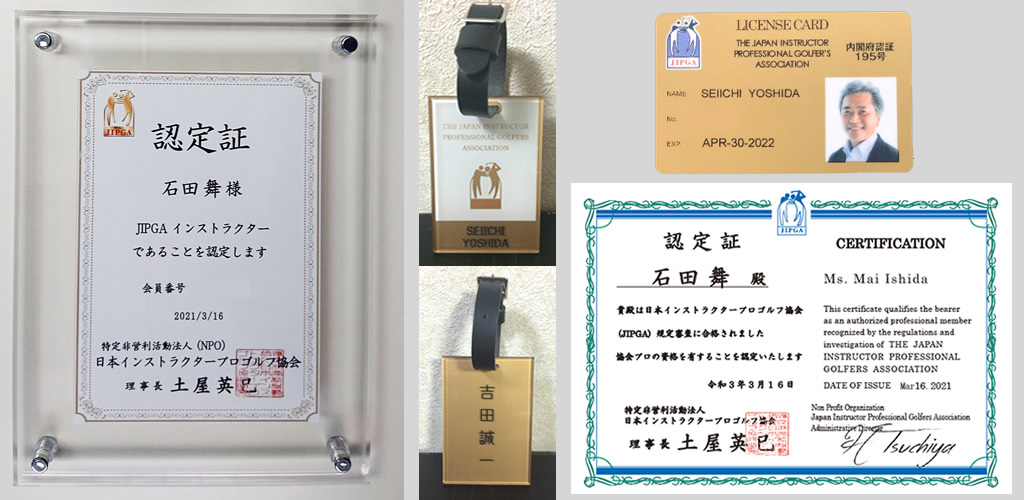 JIPGA
認定証
石田舞様
JIPGA インストラクター
であることを認定します
会員番号
2021/3/16
特定非営利活動法人 (NPO)
日本インストラクタープロゴルフ協会
理事長 土屋英巳
THE JAPAN INSTRUCTOR
PROFESSIONAL GOLFERS
ASSOCIATION
SEIICHI
YOSHIDA
吉田誠一
JIPGA
LICENSE CARD
THE JAPAN INSTRUCTOR
PROFESSIONAL GOLFER'S
ASSOCIATION
内閣府認証
195号
NAME SEIICHI YOSHIDA
No.
EXP. APR-30-2022
JIPGA
認定証
石田舞 殿
貴殿は日本インストラクタープロゴルフ協会
(JIPGA) 規定審査に合格されました
協会プロの資格を有することを認定いたします
令和3年3月16日
特定非営利活動法人
日本インストラクタープロゴルフ協会
理事長 土屋英巳
CERTIFICATION
Ms. Mai Ishida
This certificate qualifies the bearer
as an authorized professional member
recognized by the regulations and
investigation of THE JAPAN
INSTRUCTOR PROFESSIONAL
GOLFERS ASSOCIATION
DATE OF ISSUE Mar 16. 2021
Non Profit Organization
Japan Instructor Professional Golfers Association
Administrative Director
H Tsuchiya